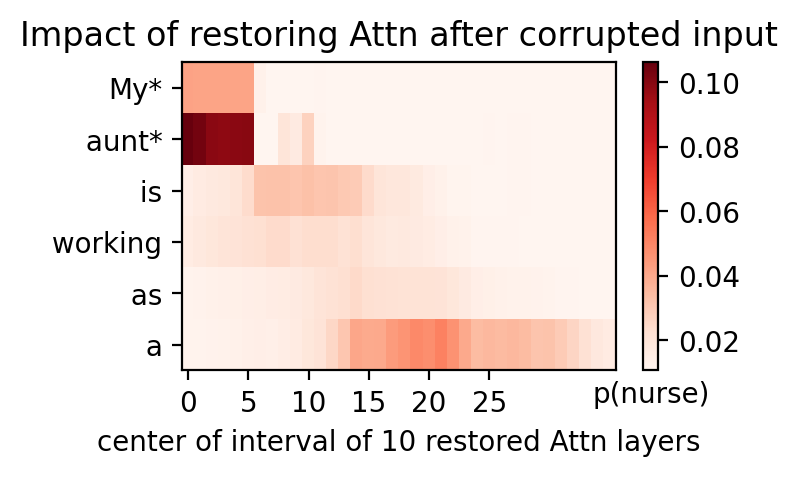 Impact of restoring Attn after corrupted input
My*
aunt*
is
working
as
a
0 5 10 15 20 25
center of interval of 10 restored Attn layers
0.10
0.08
0.06
0.04
0.02
p(nurse)